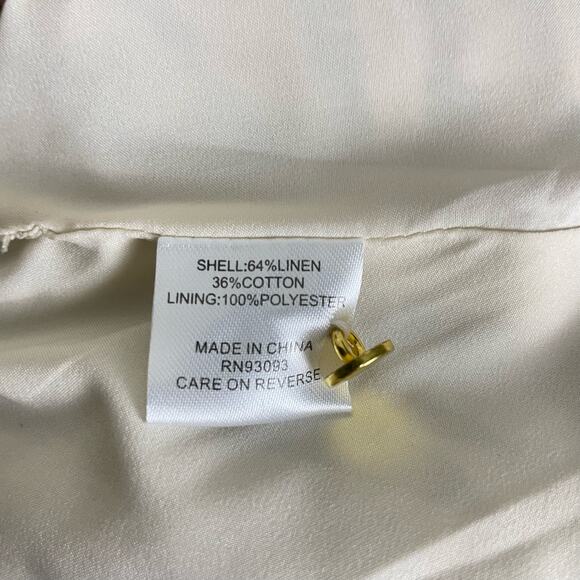 SHELL:64%LINEN
36%COTTON
LINING:100%POLYESTER
MADE IN CHINA
RN93093
CARE ON REVERSE